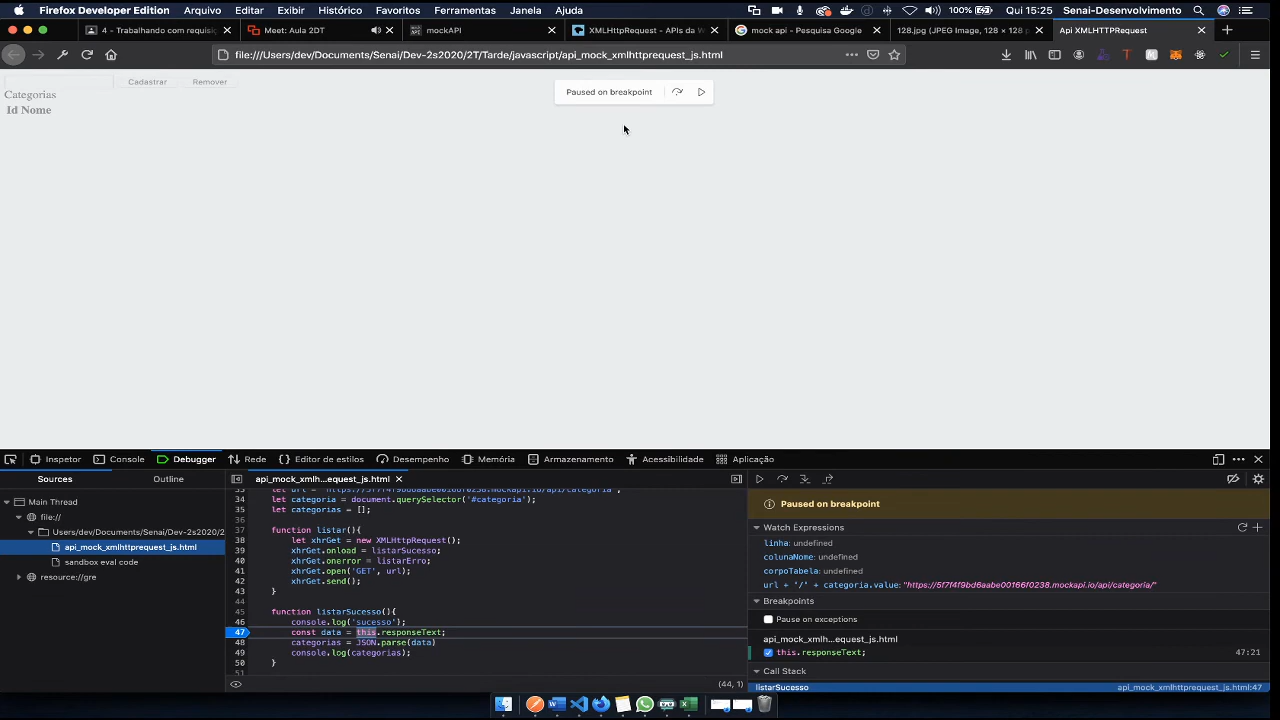 Firefox Developer Edition Arquivo Editar Exibir Histórico Favoritos Ferramentas Janela Ajuda 100% Qui 15:25 Senai-Desenvolvimento
4 - Trabalhando com requisiç Meet: Aula 2DT mockAPI XMLHttpRequest - APIs da W mock api - Pesquisa Google 128.jpg (JPEG Image, 128 × 128 p Api XMLHTTPRequest
file:///Users/dev/Documents/Senai/Dev-2s2020/2T/Tarde/javascript/api_mock_xmlhttprequest_js.html
Cadastrar Remover
Categorias
Id Nome
Paused on breakpoint
Inspetor Console Debugger Rede Editor de estilos Desempenho Memória Armazenamento Acessibilidade Aplicação
Sources Outline
Main Thread
file://
Users/dev/Documents/Senai/Dev-2s2020/2
api_mock_xmlhttprequest_js.html
sandbox eval code
resource://gre
api_mock_xmlh...equest_js.html
34 let categoria = document.querySelector('#categoria');
35 let categorias = [];
36
37 function listar(){
38 let xhrGet = new XMLHttpRequest();
39 xhrGet.onload = listarSucesso;
40 xhrGet.onerror = listarErro;
41 xhrGet.open('GET', url);
42 xhrGet.send();
43 }
44
45 function listarSucesso(){
46 console.log('sucesso');
47 const data = this.responseText;
48 categorias = JSON.parse(data)
49 console.log(categorias);
50 }
51
(44, 1)
Paused on breakpoint
Watch Expressions
linha: undefined
colunaNome: undefined
corpoTabela: undefined
url + "/" + categoria.value: "https://5f7f4f9bd6aabe00166f0238.mockapi.io/api/categoria/"
Breakpoints
Pause on exceptions
api_mock_xmlh...equest_js.html
this.responseText; 47:21
Call Stack
listarSucesso api_mock_xmlhttprequest_js.html:47